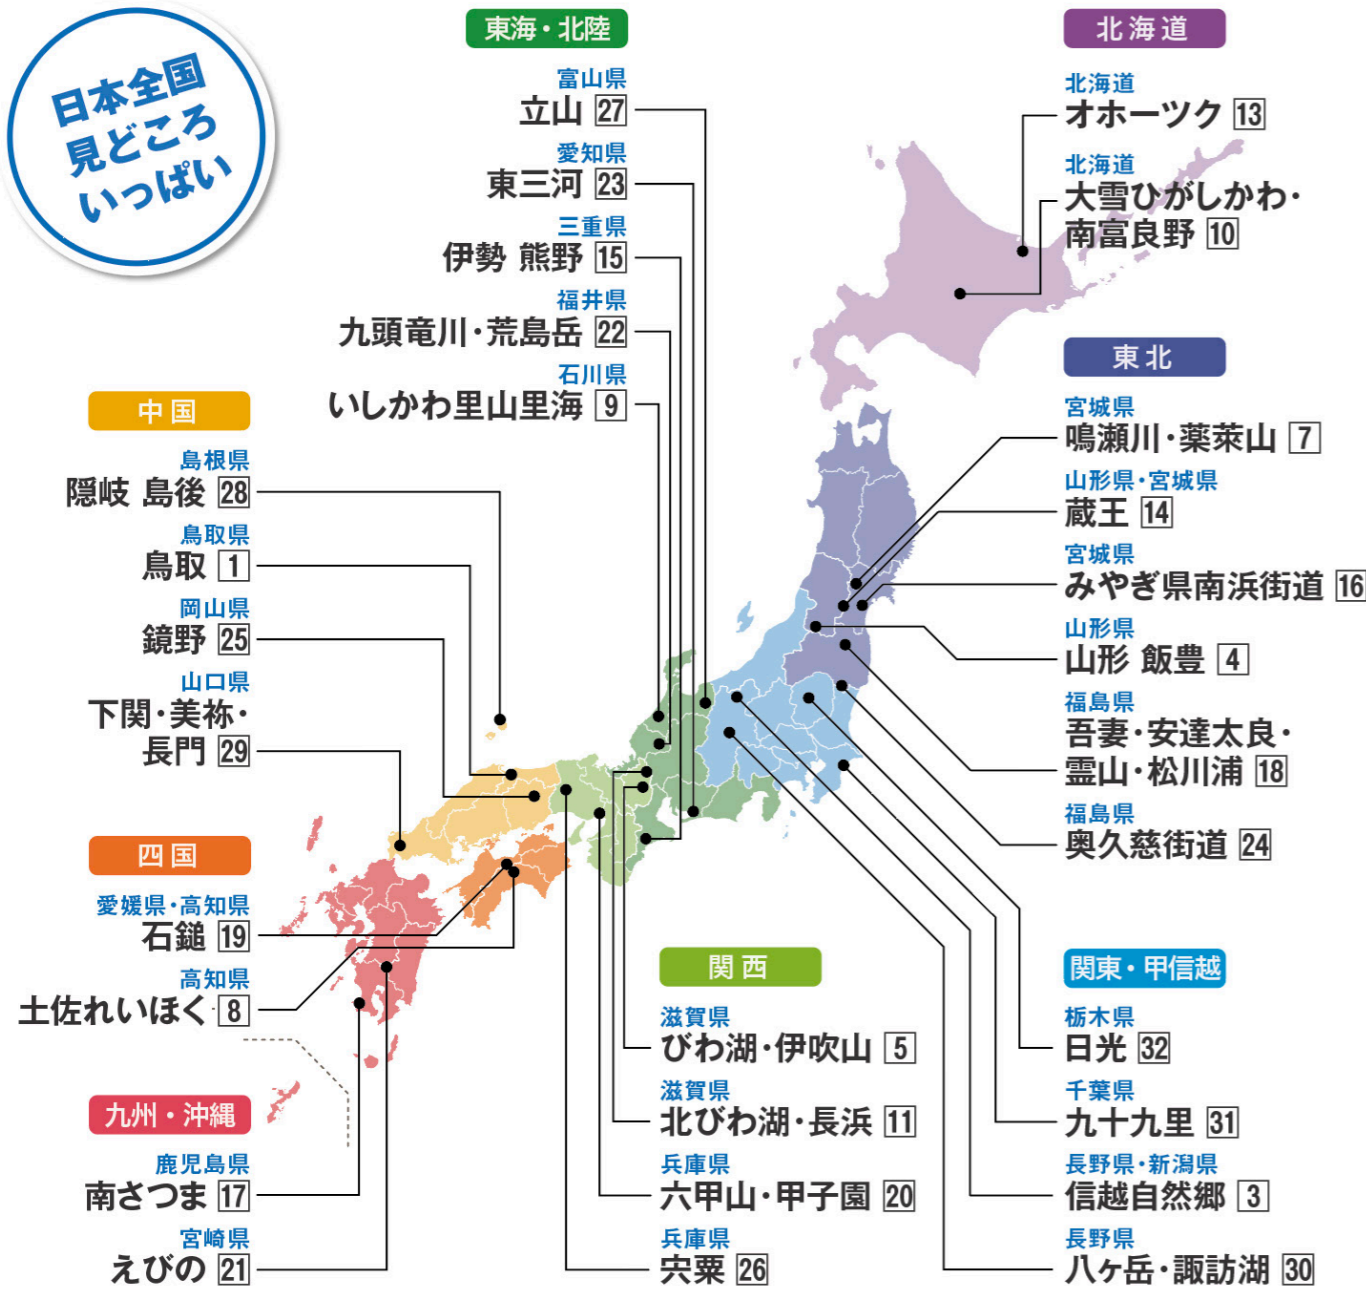 日本全国
見どころ
いっぱい
東海・北陸
富山県
立山 27
愛知県
東三河 23
三重県
伊勢 熊野 15
福井県
九頭竜川・荒島岳 22
石川県
いしかわ里山里海 9
北海道
北海道
オホーツク 13
北海道
大雪ひがしかわ・
南富良野 10
東北
宮城県
鳴瀬川・薬莱山 7
山形県・宮城県
蔵王 14
宮城県
みやぎ県南浜街道 16
山形県
山形 飯豊 4
福島県
吾妻・安達太良・
霊山・松川浦 18
福島県
奥久慈街道 24
中国
島根県
隠岐 島後 28
鳥取県
鳥取 1
岡山県
鏡野 25
山口県
下関・美祢・
長門 29
四国
愛媛県・高知県
石鎚 19
高知県
土佐れいほく 8
九州・沖縄
鹿児島県
南さつま 17
宮崎県
えびの 21
関西
滋賀県
びわ湖・伊吹山 5
滋賀県
北びわ湖・長浜 11
兵庫県
六甲山・甲子園 20
兵庫県
宍粟 26
関東・甲信越
栃木県
日光 32
千葉県
九十九里 31
長野県・新潟県
信越自然郷 3
長野県
八ヶ岳・諏訪湖 30